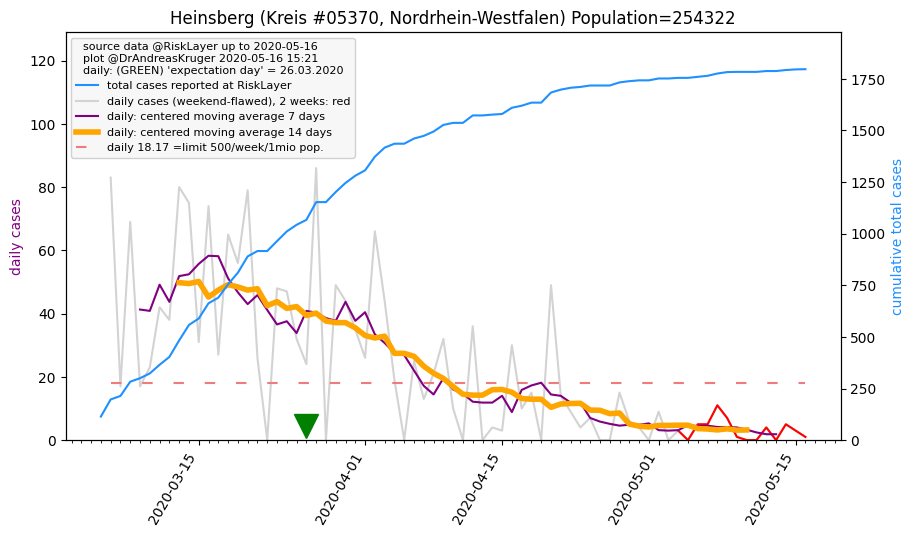 Heinsberg (Kreis #05370, Nordrhein-Westfalen) Population=254322
source data @RiskLayer up to 2020-05-16
plot @DrAndreasKruger 2020-05-16 15:21
daily: (GREEN) 'expectation day' = 26.03.2020
total cases reported at RiskLayer
daily cases (weekend-flawed), 2 weeks: red
daily: centered moving average 7 days
daily: centered moving average 14 days
daily 18.17 =limit 500/week/1mio pop.
daily cases
120
100
80
60
40
20
0
cumulative total cases
1750
1500
1250
1000
750
500
250
0
2020-03-15
2020-04-01
2020-04-15
2020-05-01
2020-05-15